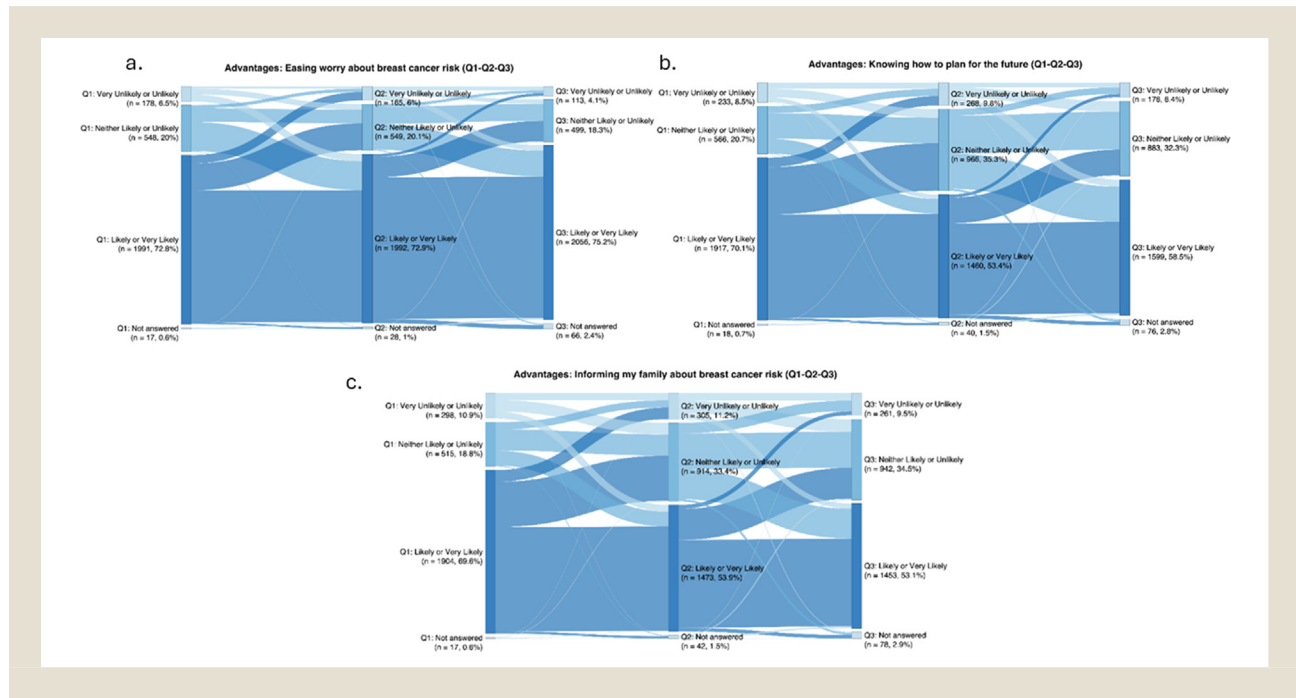 a.
Advantages: Easing worry about breast cancer risk (Q1-Q2-Q3)
Q1: Very Unlikely or Unlikely
(n = 178, 6.5%)
Q1: Neither Likely or Unlikely
(n = 548, 20%)
Q1: Likely or Very Likely
(n = 1991, 72.8%)
Q1: Not answered
(n = 17, 0.6%)
Q2: Very Unlikely or Unlikely
(n = 165, 6%)
Q2: Neither Likely or Unlikely
(n = 549, 20.1%)
Q2: Likely or Very Likely
(n = 1992, 72.9%)
Q2: Not answered
(n = 28, 1%)
Q3: Very Unlikely or Unlikely
(n = 113, 4.1%)
Q3: Neither Likely or Unlikely
(n = 499, 18.3%)
Q3: Likely or Very Likely
(n = 2056, 75.2%)
Q3: Not answered
(n = 66, 2.4%)
b.
Advantages: Knowing how to plan for the future (Q1-Q2-Q3)
Q1: Very Unlikely or Unlikely
(n = 233, 8.5%)
Q1: Neither Likely or Unlikely
(n = 566, 20.7%)
Q1: Likely or Very Likely
(n = 1917, 70.1%)
Q1: Not answered
(n = 18, 0.7%)
Q2: Very Unlikely or Unlikely
(n = 268, 9.8%)
Q2: Neither Likely or Unlikely
(n = 966, 35.3%)
Q2: Likely or Very Likely
(n = 1460, 53.4%)
Q2: Not answered
(n = 40, 1.5%)
Q3: Very Unlikely or Unlikely
(n = 176, 6.4%)
Q3: Neither Likely or Unlikely
(n = 883, 32.3%)
Q3: Likely or Very Likely
(n = 1599, 58.5%)
Q3: Not answered
(n = 76, 2.8%)
c.
Advantages: Informing my family about breast cancer risk (Q1-Q2-Q3)
Q1: Very Unlikely or Unlikely
(n = 298, 10.9%)
Q1: Neither Likely or Unlikely
(n = 515, 18.8%)
Q1: Likely or Very Likely
(n = 1904, 69.6%)
Q1: Not answered
(n = 17, 0.6%)
Q2: Very Unlikely or Unlikely
(n = 305, 11.2%)
Q2: Neither Likely or Unlikely
(n = 914, 33.4%)
Q2: Likely or Very Likely
(n = 1473, 53.9%)
Q2: Not answered
(n = 42, 1.5%)
Q3: Very Unlikely or Unlikely
(n = 261, 9.5%)
Q3: Neither Likely or Unlikely
(n = 942, 34.5%)
Q3: Likely or Very Likely
(n = 1453, 53.1%)
Q3: Not answered
(n = 78, 2.9%)